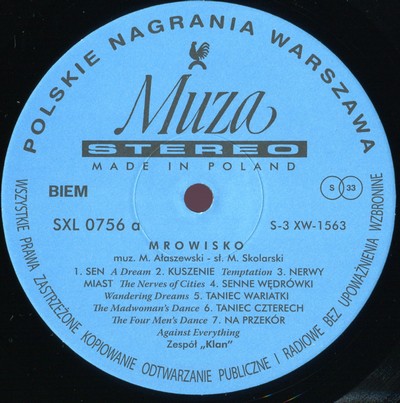 POLSKIE NAGRANIA WARSZAWA
Muza
STEREO
MADE IN POLAND
BIEM
S 33
SXL 0756 a
S-3 XW-1563
MROWISKO
muz. M. Ałaszewski - sł. M. Skolarski
1. SEN A Dream 2. KUSZENIE Temptation 3. NERWY
MIAST The Nerves of Cities 4. SENNE WĘDRÓWKI
Wandering Dreams 5. TANIEC WARIATKI
The Madwoman's Dance 6. TANIEC CZTERECH
The Four Men's Dance 7. NA PRZEKÓR
Against Everything
Zespół „Klan"
WSZYSTKIE PRAWA ZASTRZEŻONE KOPIOWANIE ODTWARZANIE PUBLICZNE I RADIOWE BEZ UPOWAŻNIENIA WZBRONINE